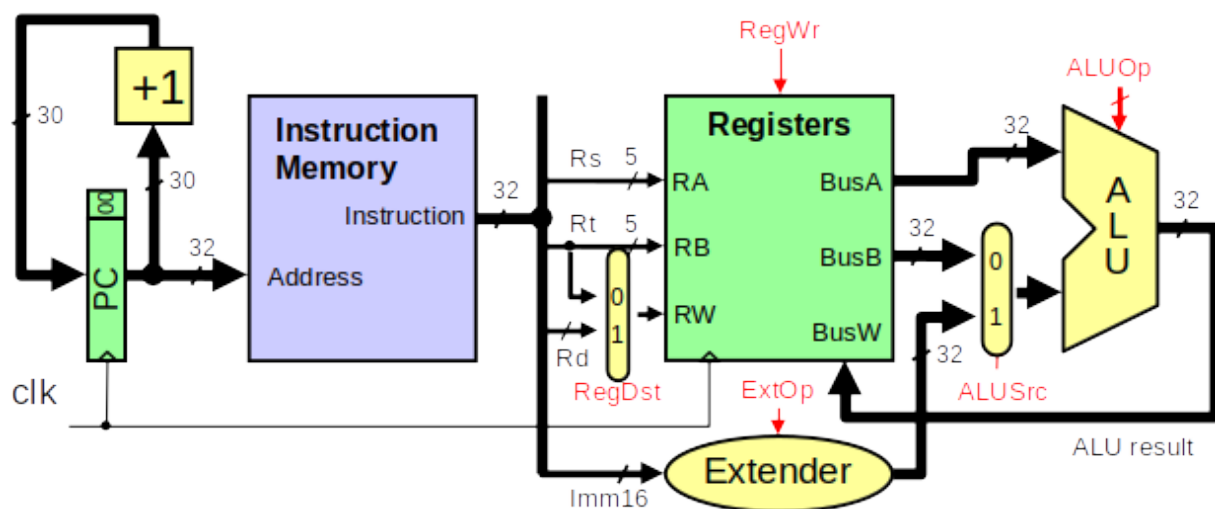 RegWr
+1
ALUOp
30
Instruction
Memory
Registers
32
Rs
5
RA
BusA
30
00
Instruction
32
ALU
32
Rt
5
RB
BusB
32
0
32
PC
Address
0
1
RW
1
BusW
Rd
32
clk
RegDst
ExtOp
ALUSrc
ALU result
Extender
Imm16